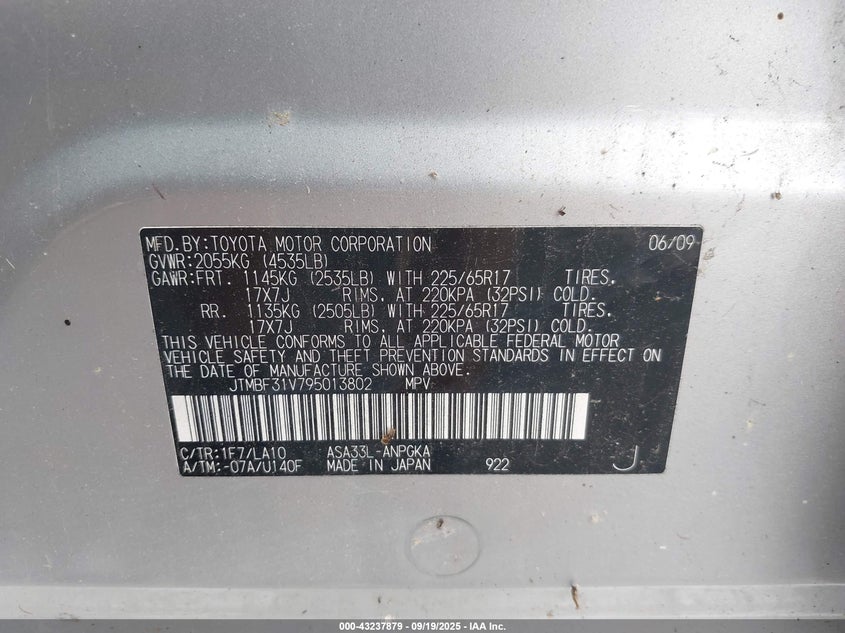 MFD.BY:TOYOTA MOTOR CORPORATION 06/09
GVWR:2055KG (4535LB)
GAWR:FRT. 1145KG (2535LB) WITH 225/65R17 TIRES,
17X7J RIMS, AT 220KPA (32PSI) COLD.
RR. 1135KG (2505LB) WITH 225/65R17 TIRES,
17X7J RIMS, AT 220KPA (32PSI) COLD.
THIS VEHICLE CONFORMS TO ALL APPLICABLE FEDERAL MOTOR
VEHICLE SAFETY AND THEFT PREVENTION STANDARDS IN EFFECT ON
THE DATE OF MANUFACTURE SHOWN ABOVE.
JTMBF31V795013802 MPV
C/TR:1F7/LA10 ASA33L-ANPGKA
A/TM:-07A/U140F MADE IN JAPAN 922 J
000-43237879 - 09/19/2025 - IAA Inc.